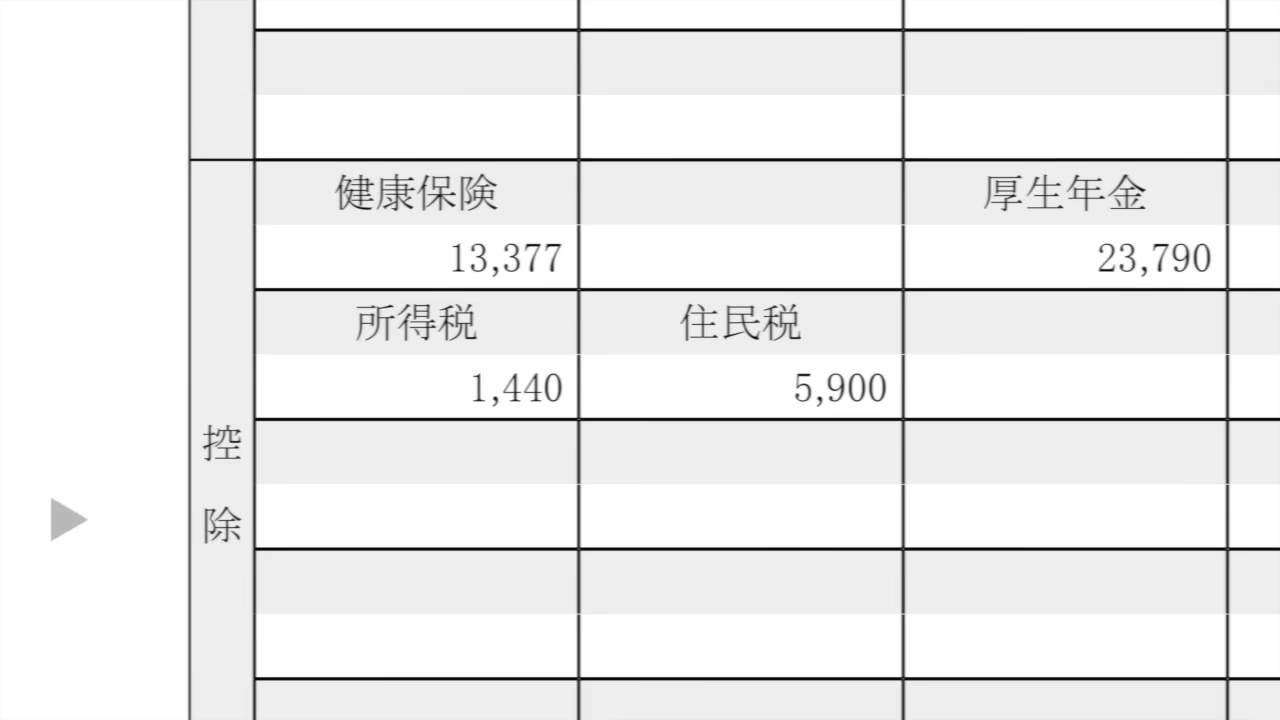 健康保険 厚生年金
13,377 23,790
所得税 住民税
1,440 5,900
控除